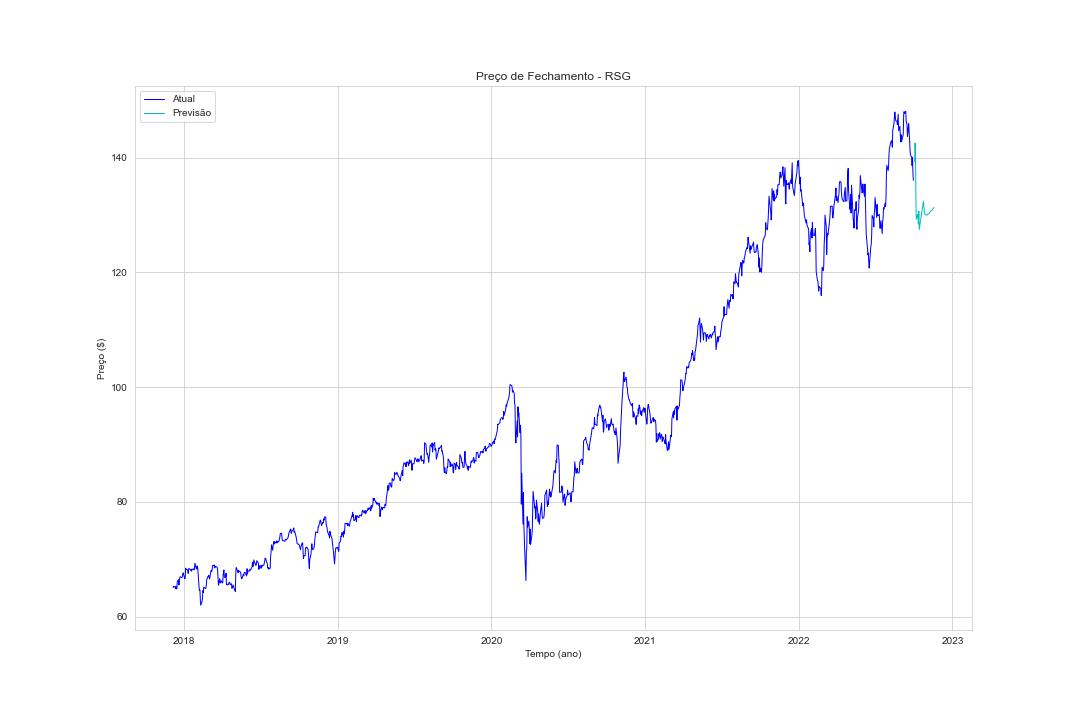 Preço de Fechamento - RSG
Atual
Previsão
140
120
100
80
60
Preço ($)
2018 2019 2020 2021 2022 2023
Tempo (ano)